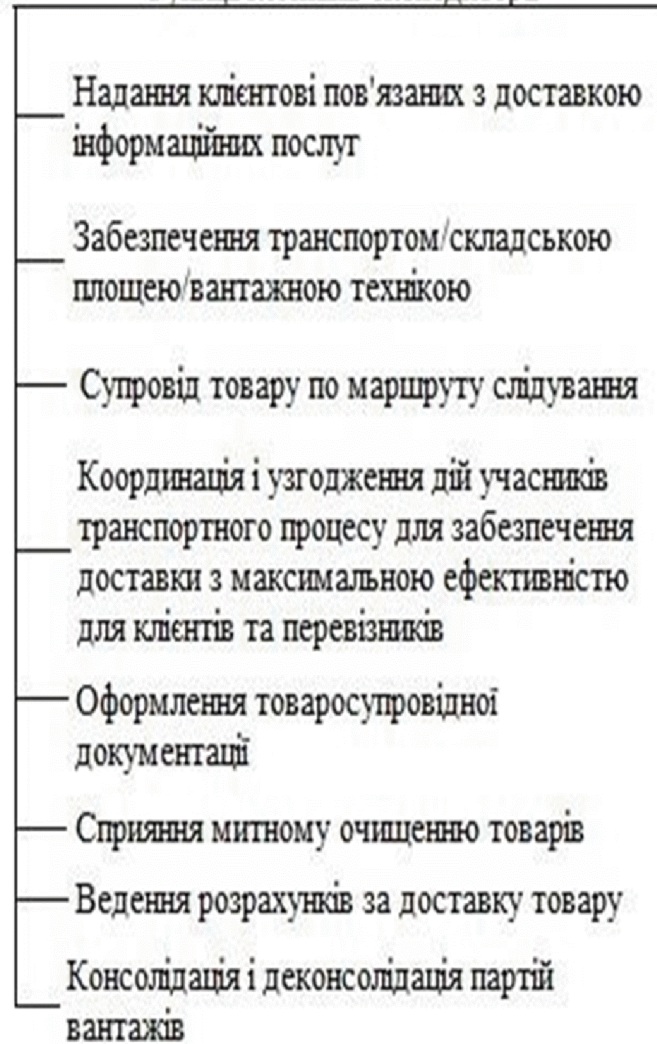 Надання клієнтові пов'язаних з доставкою
інформаційних послуг
Забезпечення транспортом/складською
площею/вантажною технікою
Супровід товару по маршруту слідування
Координація і узгодження дій учасників
транспортного процесу для забезпечення
доставки з максимальною ефективністю
для клієнтів та перевізників
Оформлення товаросупровідної
документації
Сприяння митному очищенню товарів
Ведення розрахунків за доставку товару
Консолідація і деконсолідація партій
вантажів